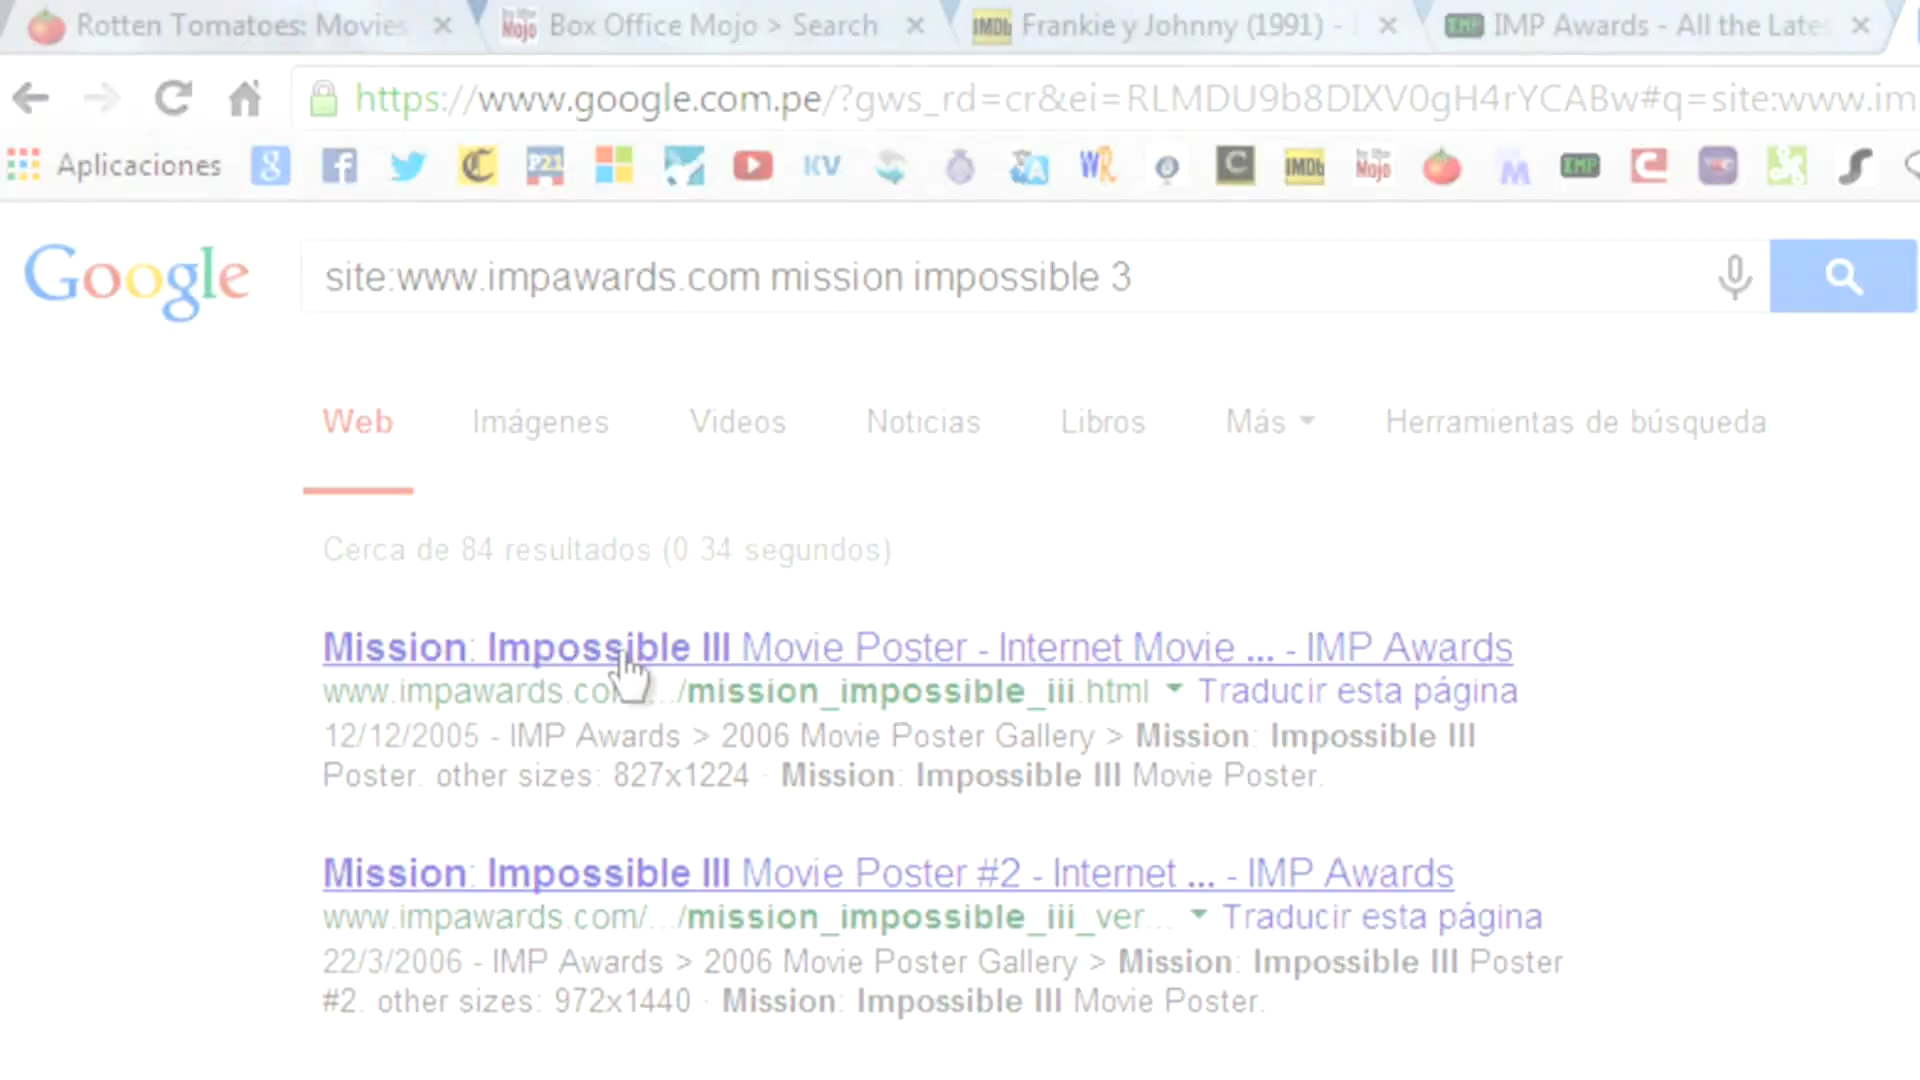 Rotten Tomatoes: Movies
Box Office Mojo > Search
IMDb Frankie y Johnny (1991) -
IMP IMP Awards - All the Late
https://www.google.com.pe/?gws_rd=cr&ei=RLMDU9b8DIXV0gH4rYCABw#q=site:www.im
Aplicaciones
Google site:www.impawards.com mission impossible 3
Web Imágenes Videos Noticias Libros Más Herramientas de búsqueda
Cerca de 84 resultados (0 34 segundos)
Mission: Impossible III Movie Poster - Internet Movie ... - IMP Awards
www.impawards.co .../mission_impossible_iii.html Traducir esta página
12/12/2005 - IMP Awards > 2006 Movie Poster Gallery > Mission: Impossible III
Poster. other sizes: 827x1224 · Mission: Impossible III Movie Poster.
Mission: Impossible III Movie Poster #2 - Internet ... - IMP Awards
www.impawards.com/.../mission_impossible_iii_ver... Traducir esta página
22/3/2006 - IMP Awards > 2006 Movie Poster Gallery > Mission: Impossible III Poster
#2. other sizes: 972x1440 · Mission: Impossible III Movie Poster.